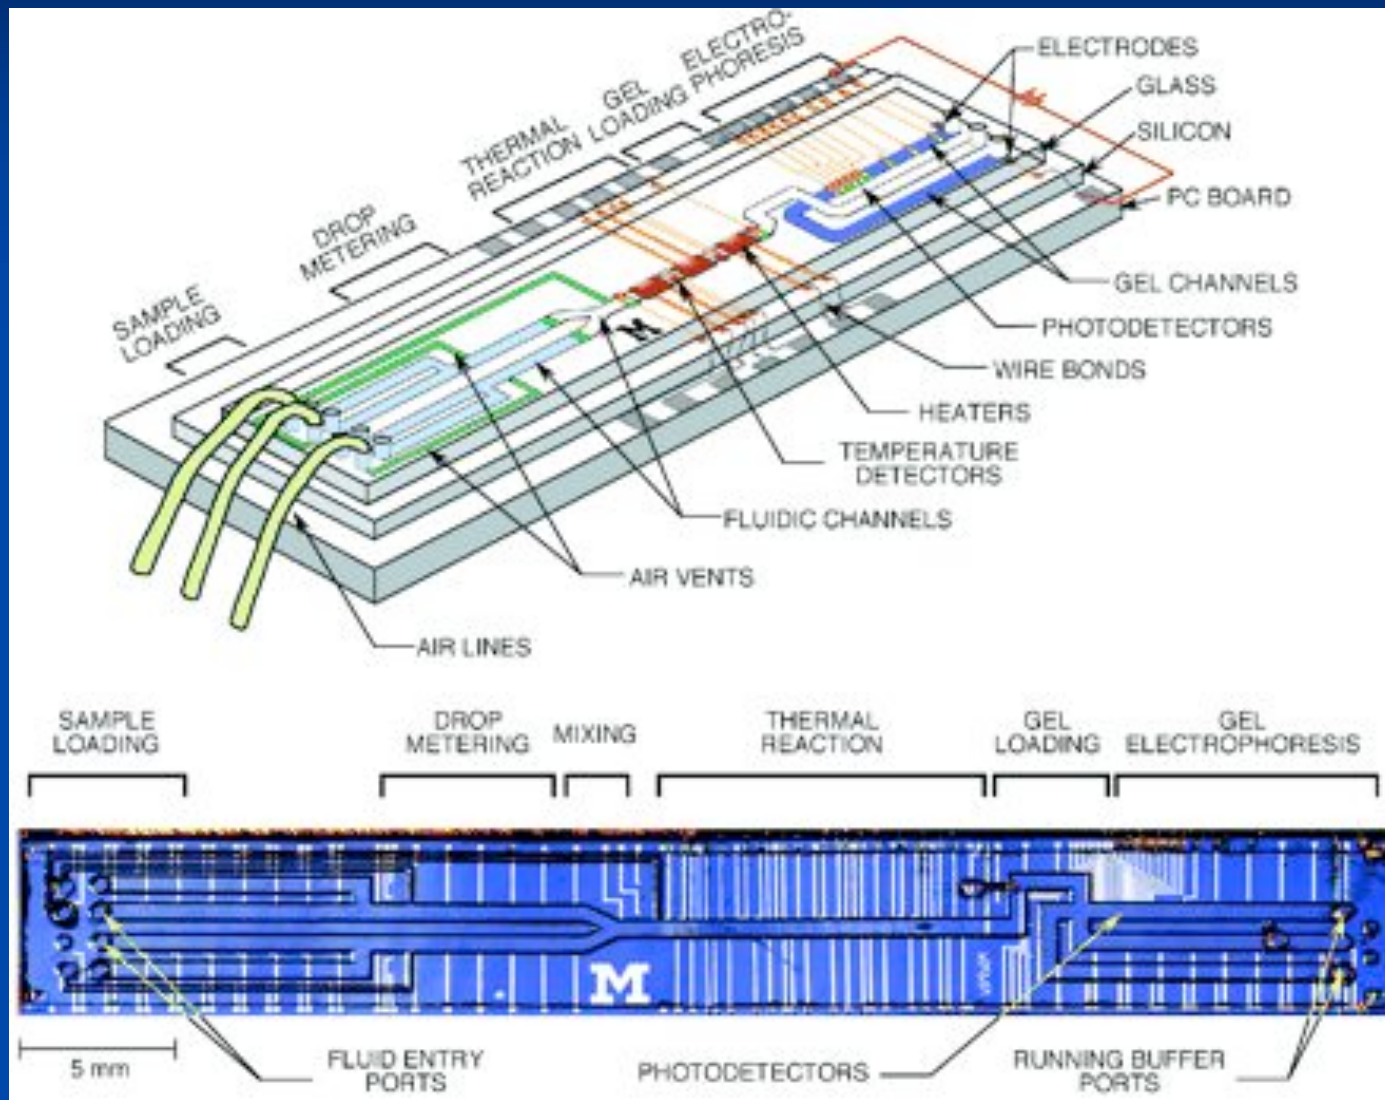 ELECTRO-
PHORESIS
GEL
LOADING
THERMAL
REACTION
DROP
METERING
SAMPLE
LOADING
ELECTRODES
GLASS
SILICON
PC BOARD
GEL CHANNELS
PHOTODETECTORS
WIRE BONDS
HEATERS
TEMPERATURE
DETECTORS
FLUIDIC CHANNELS
AIR VENTS
AIR LINES
M
SAMPLE
LOADING
DROP
METERING
MIXING
THERMAL
REACTION
GEL
LOADING
GEL
ELECTROPHORESIS
M
5 mm
FLUID ENTRY
PORTS
PHOTODETECTORS
RUNNING BUFFER
PORTS